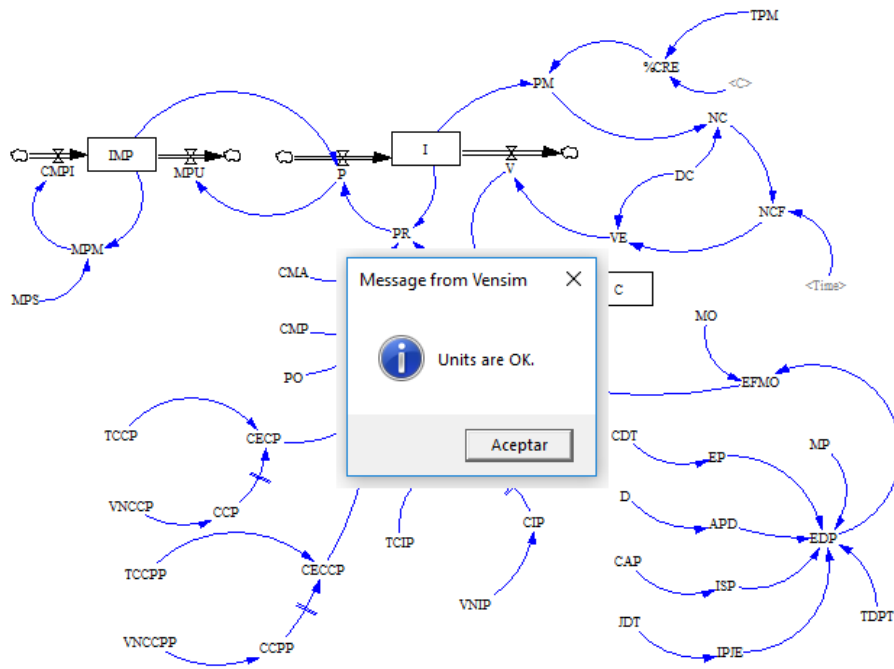 TPM
%CRE
<C>
PM
NC
IMP
I
CMPI
MPU
P
V
DC
NCF
PR
VE
MPM
CMA
Message from Vensim
C
<Time>
MPS
MO
CMP
Units are OK.
PO
EFMO
Aceptar
TCCP
CECP
CDT
EP
MP
VNCCP
CCP
D
APD
TCIP
CIP
EDP
TCCPP
CECCP
CAP
ISP
VNIP
TDPT
JDT
VNCCPP
CCPP
IPJE